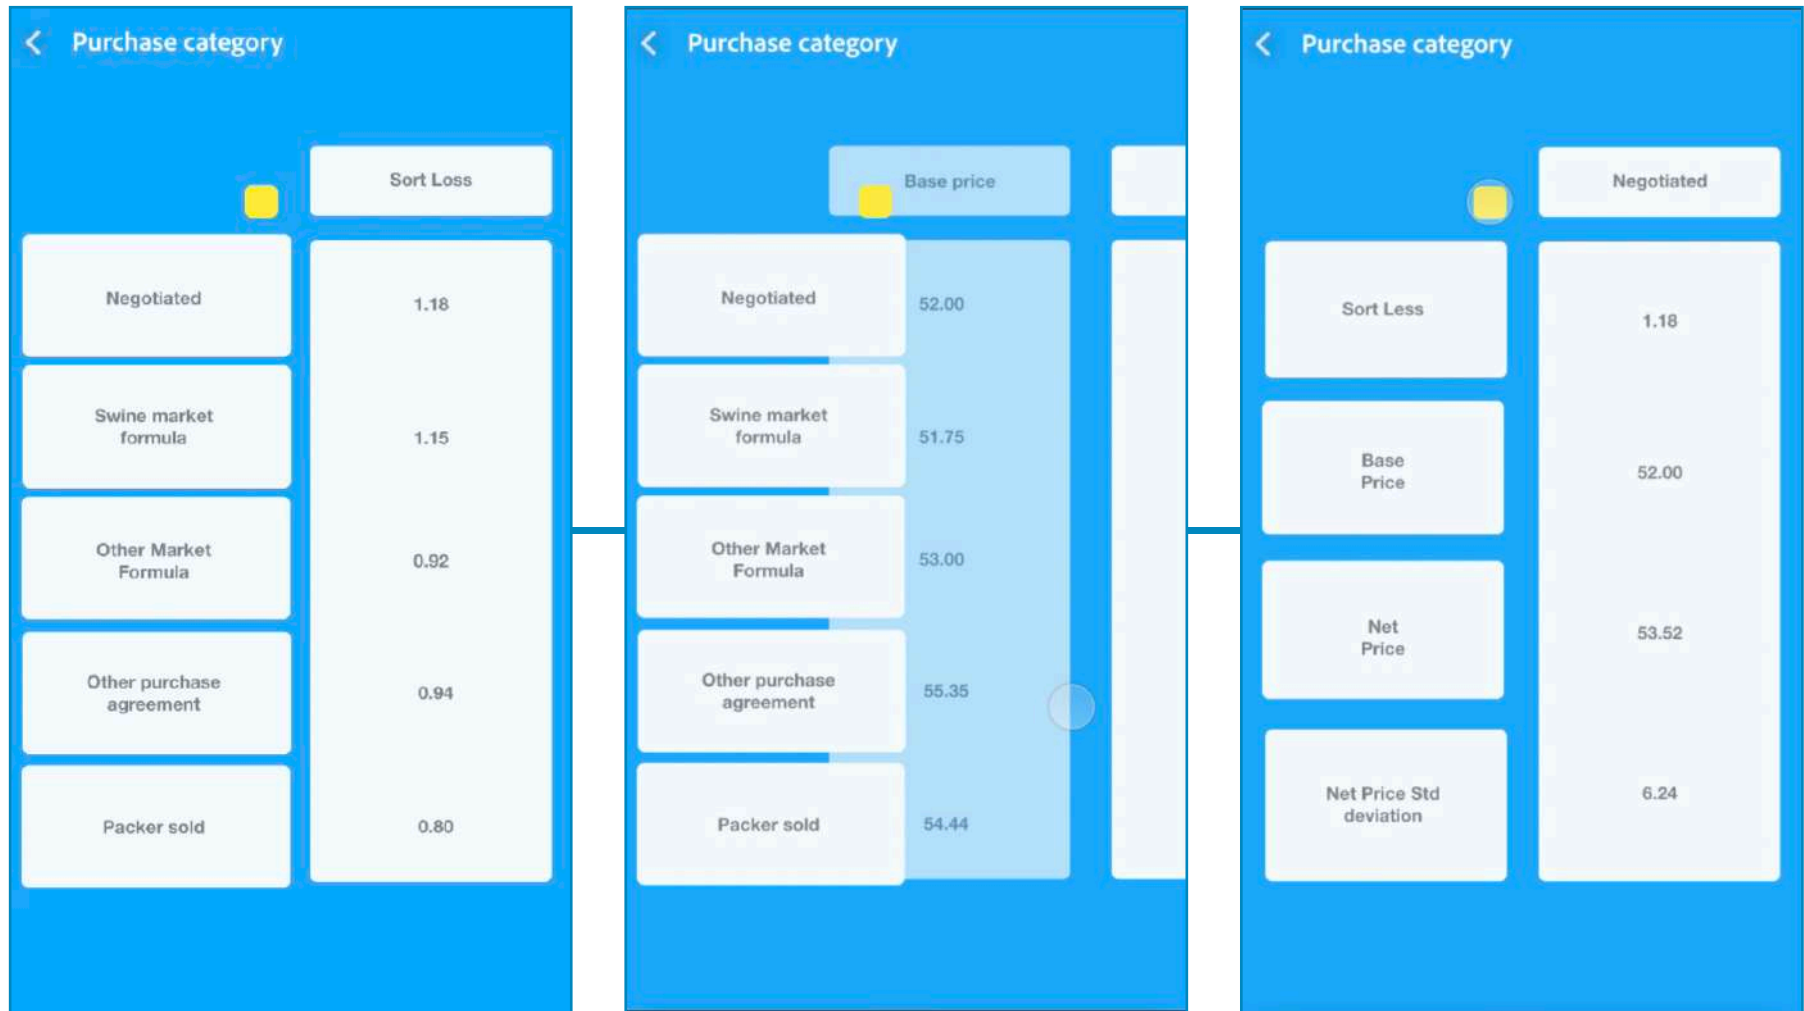 Purchase category
Sort Loss
Negotiated
1.18
Swine market
formula
1.15
Other Market
Formula
0.92
Other purchase
agreement
0.94
Packer sold
0.80
Purchase category
Base price
Negotiated
52.00
Swine market
formula
51.75
Other Market
Formula
53.00
Other purchase
agreement
55.35
Packer sold
54.44
Purchase category
Negotiated
Sort Less
1.18
Base
Price
52.00
Net
Price
53.52
Net Price Std
deviation
6.24